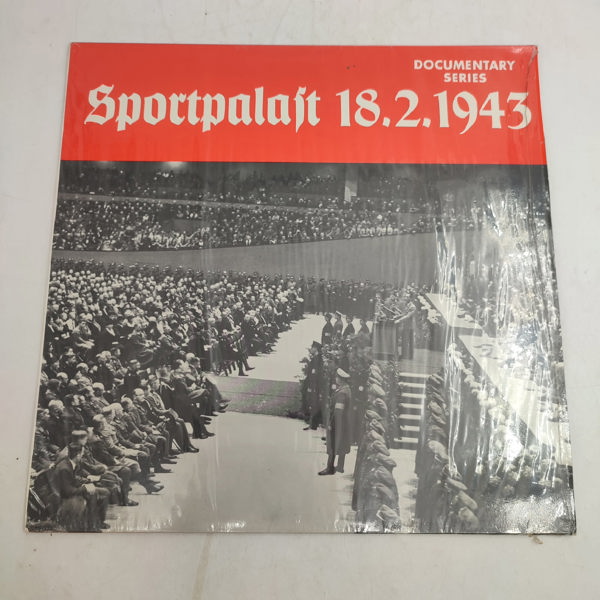 DOCUMENTARY
SERIES
Sportpalaſt 18.2.1943